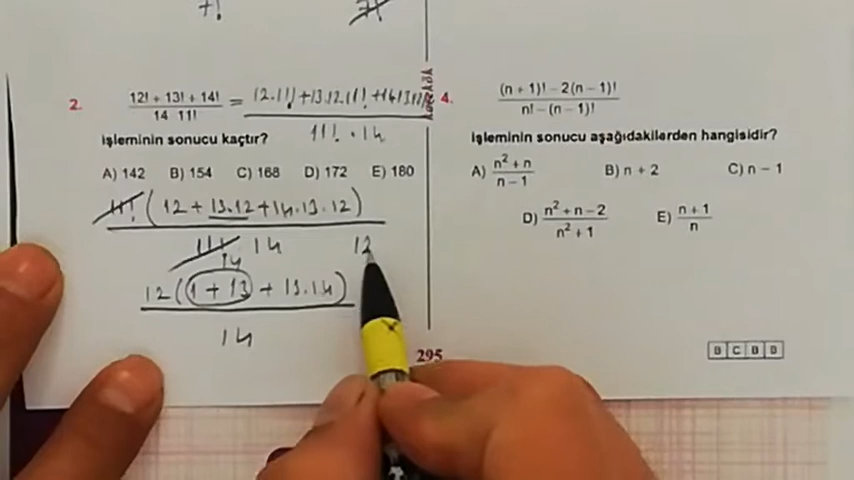 7!
2.
12! + 13! + 14! / 14 11! = 12.11! + 13.12.11! + 14.13.12 / 11! . 14
işleminin sonucu kaçtır?
A) 142 B) 154 C) 168 D) 172 E) 180
11! (12 + 13.12 + 14.13.12) / 11! 14
12
14
12 (1 + 13 + 13.14) / 14
4.
(n + 1)! – 2(n – 1)! / n! – (n – 1)!
işleminin sonucu aşağıdakilerden hangisidir?
A) n² + n / n – 1 B) n + 2 C) n – 1
D) n² + n – 2 / n² + 1 E) n + 1 / n
295
B C B D